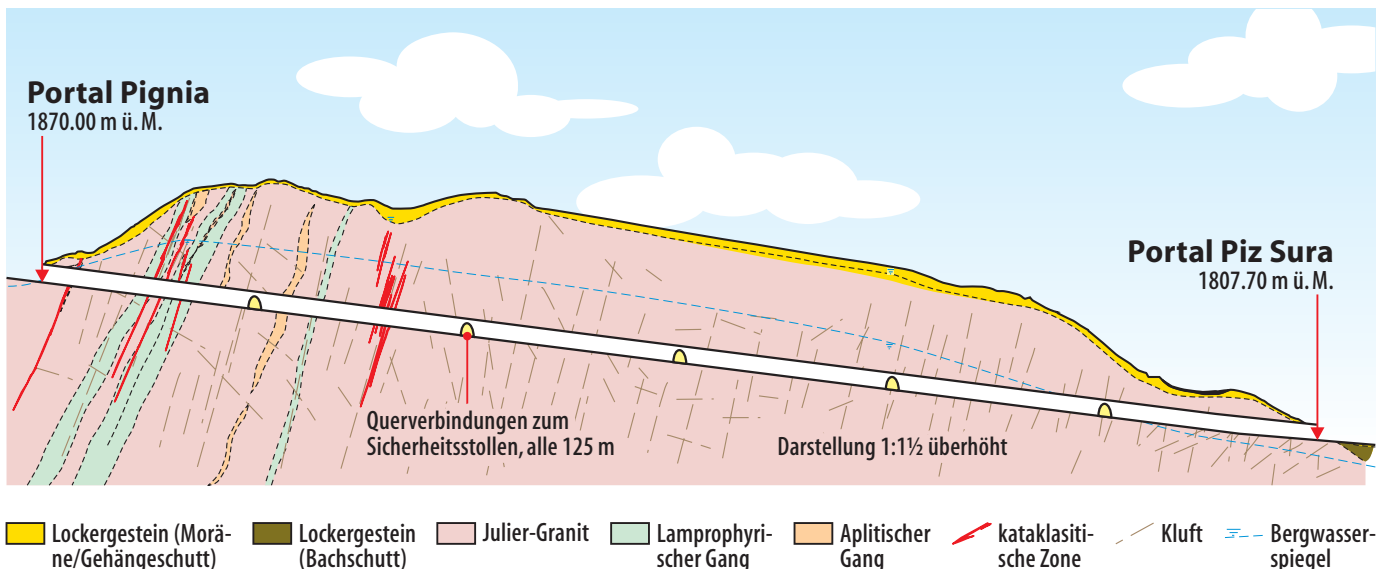 Portal Pignia
1870.00 m ü. M.
Portal Piz Sura
1807.70 m ü. M.
Querverbindungen zum
Sicherheitsstollen, alle 125 m
Darstellung 1:1½ überhöht
Lockergestein (Morä-
ne/Gehängeschutt)
Lockergestein
(Bachschutt)
Julier-Granit
Lamprophyri-
scher Gang
Aplitischer
Gang
kataklasiti-
sche Zone
Kluft
Bergwasser-
spiegel